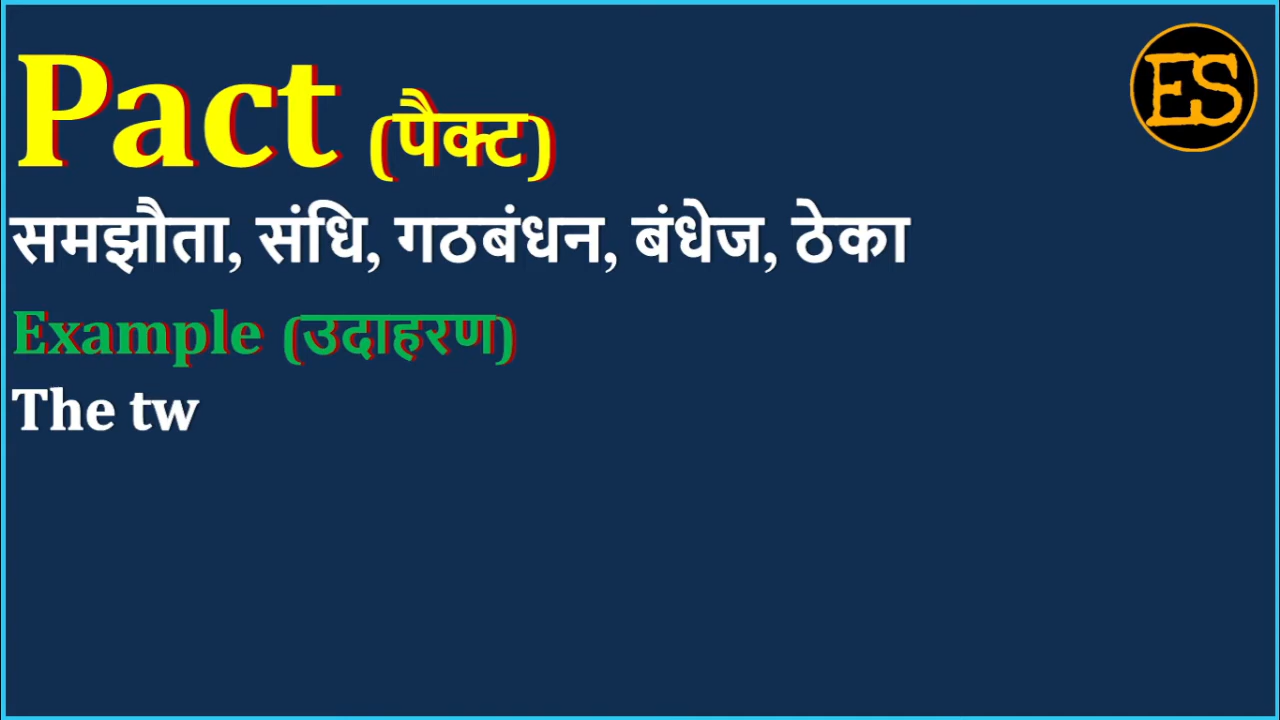 Pact (पैक्ट)
ES
समझौता, संधि, गठबंधन, बंधेज, ठेका
Example (उदाहरण)
The tw